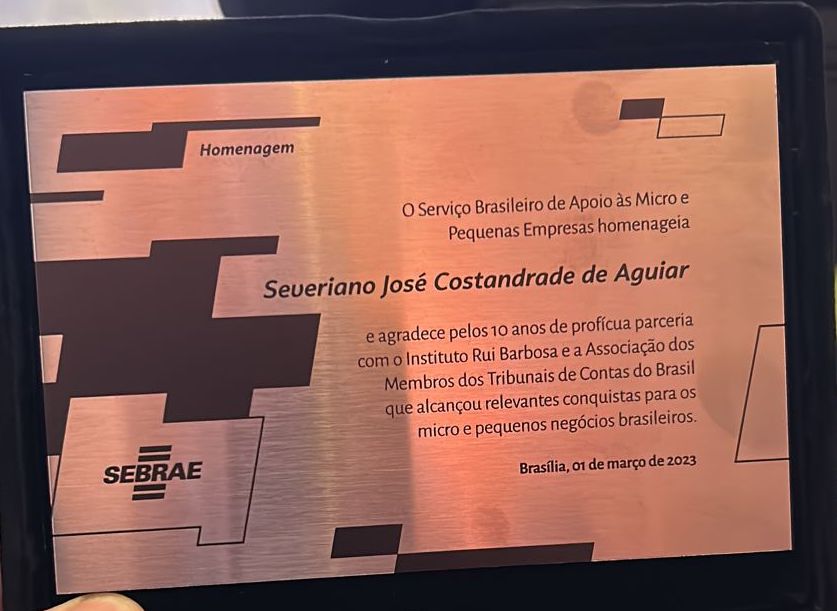 Homenagem
O Serviço Brasileiro de Apoio às Micro e
Pequenas Empresas homenageia
Severiano José Costandrade de Aguiar
e agradece pelos 10 anos de profícua parceria
com o Instituto Rui Barbosa e a Associação dos
Membros dos Tribunais de Contas do Brasil
que alcançou relevantes conquistas para os
micro e pequenos negócios brasileiros.
Brasília, 01 de março de 2023
SEBRAE